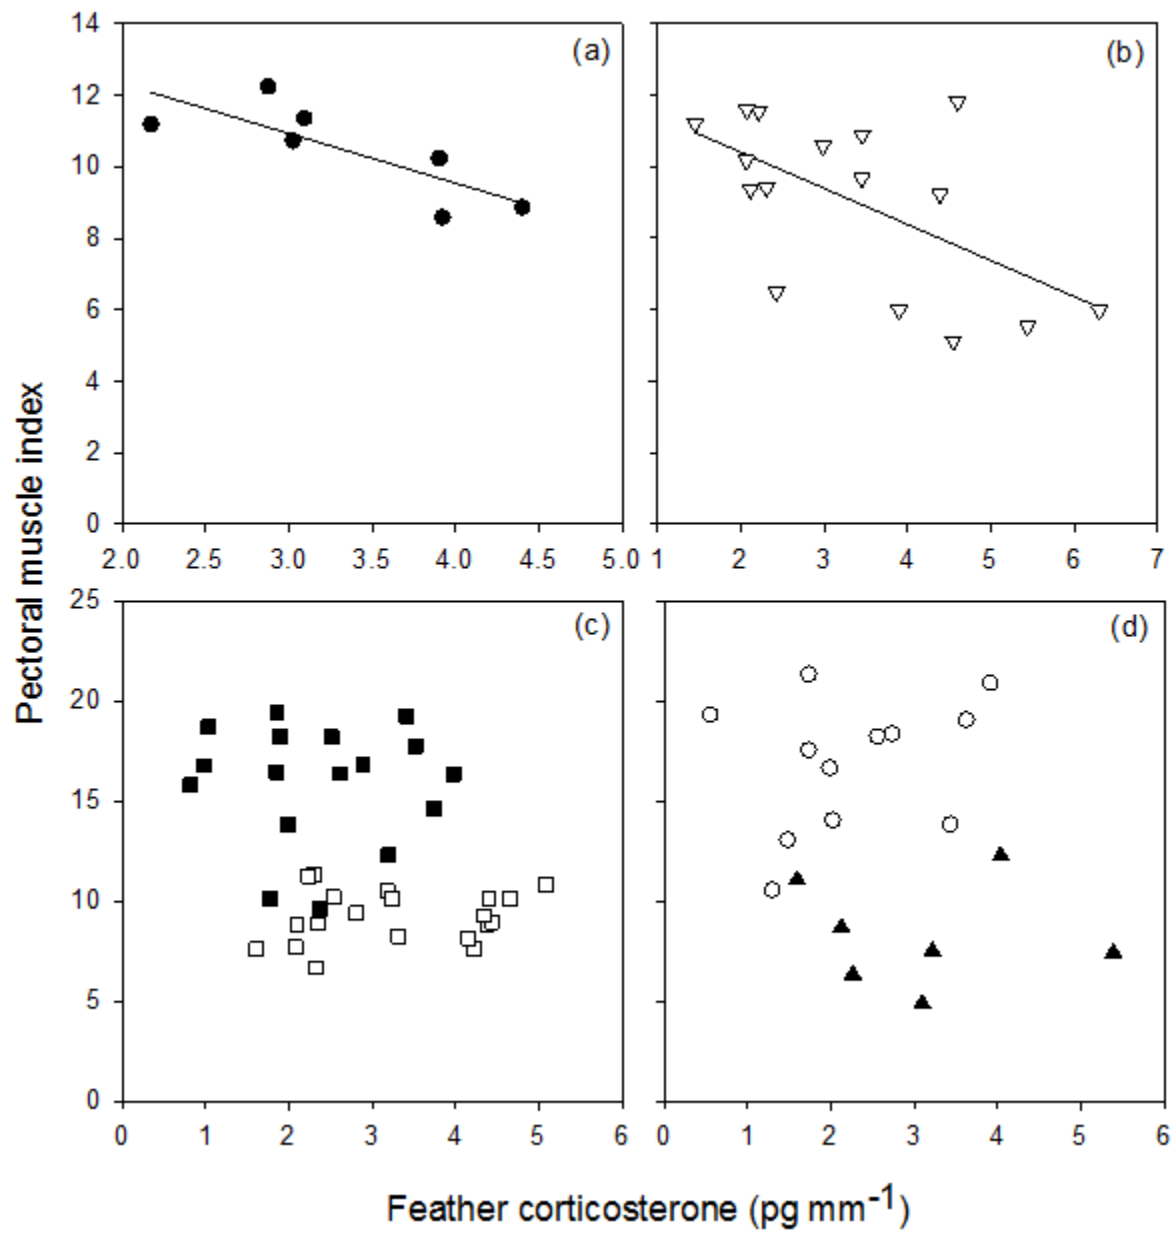 14
12
10
8
6
4
2
0
(a)
(b)
2.0 2.5 3.0 3.5 4.0 4.5 5.0
1 2 3 4 5 6 7
Pectoral muscle index
25
20
15
10
5
0
(c)
(d)
0 1 2 3 4 5 6
0 1 2 3 4 5 6
Feather corticosterone (pg mm⁻¹)